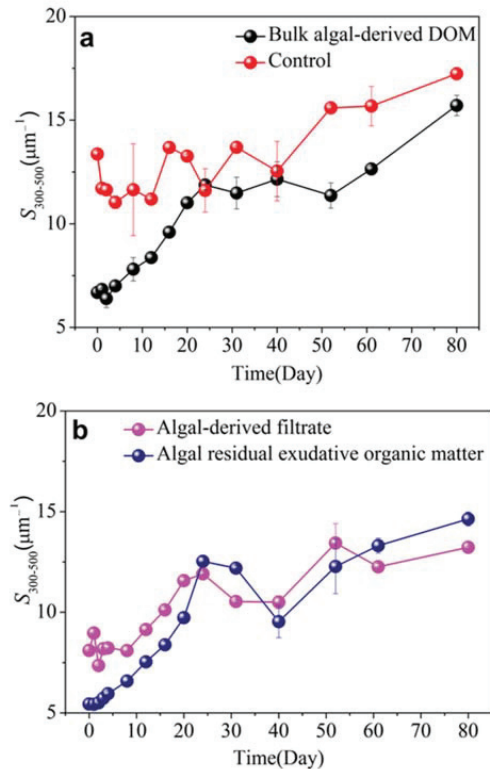 a
Bulk algal-derived DOM
Control
20
15
10
5
S300-500(μm⁻¹)
0 10 20 30 40 50 60 70 80
Time(Day)
b
Algal-derived filtrate
Algal residual exudative organic matter
20
15
10
5
S300-500(μm⁻¹)
0 10 20 30 40 50 60 70 80
Time(Day)